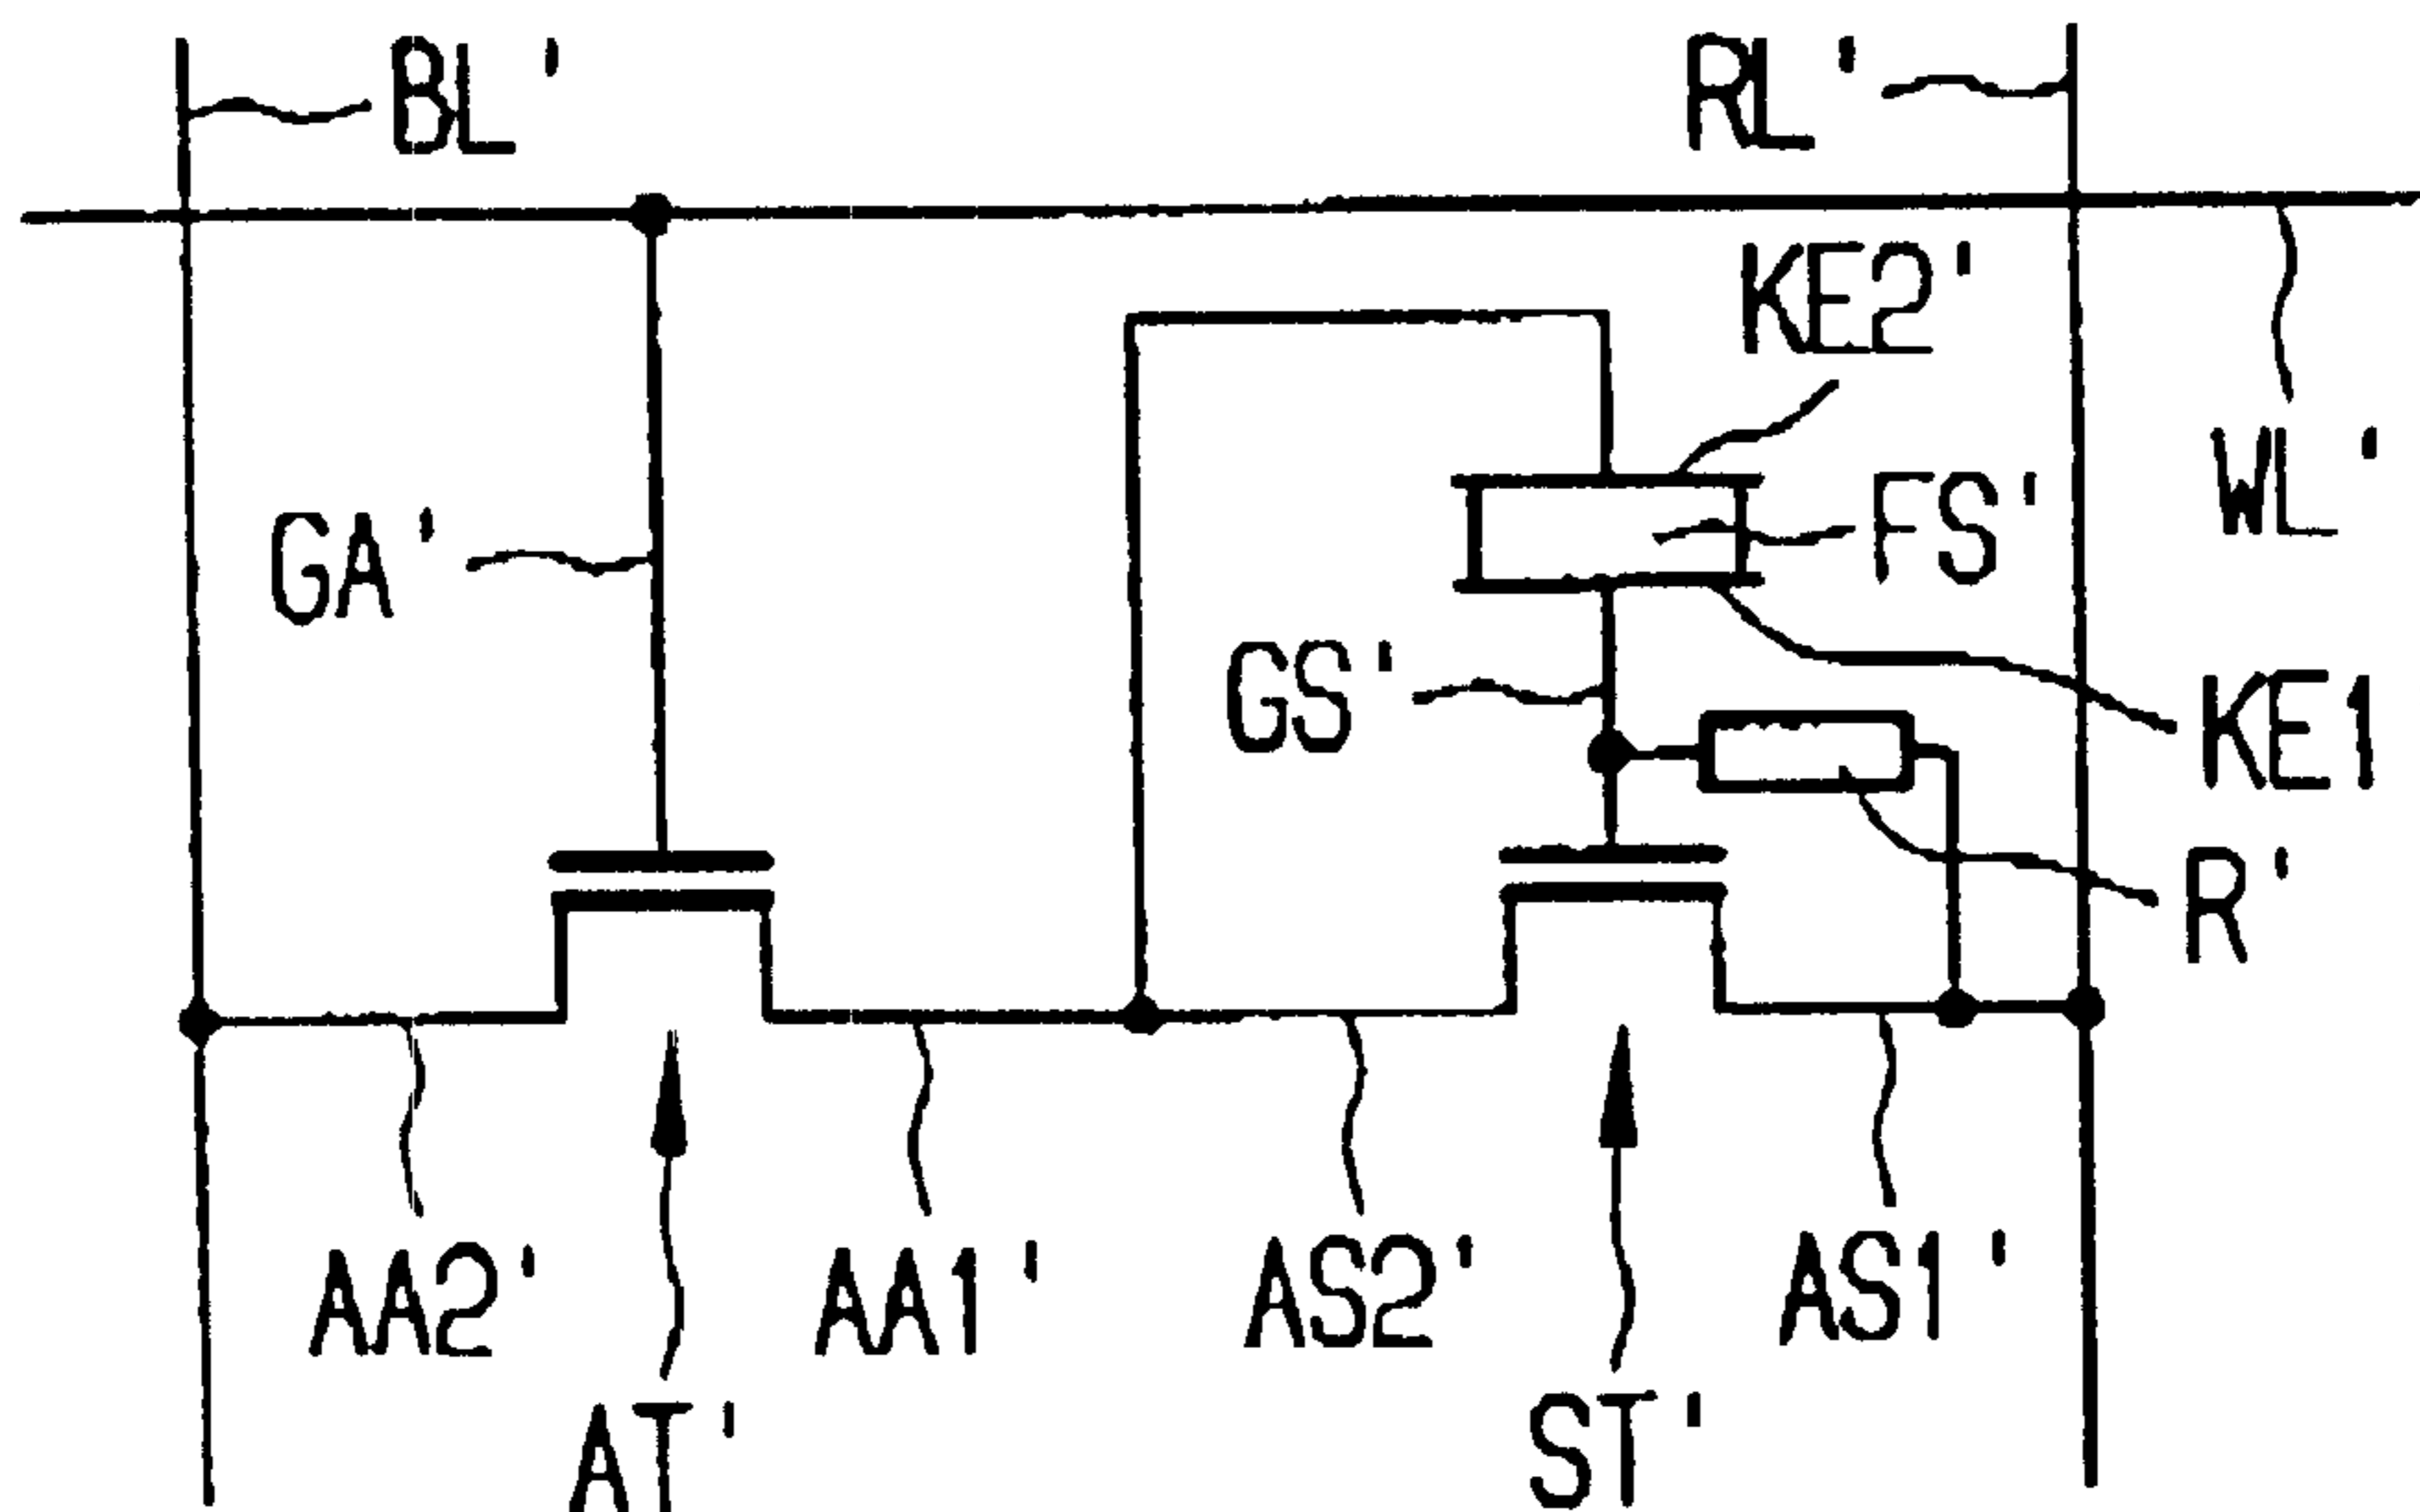 BL'
RL'
KE2'
WL'
FS'
GA'
GS'
KE1
R'
AA2'
AA1'
AS2'
AS1'
AT'
ST'